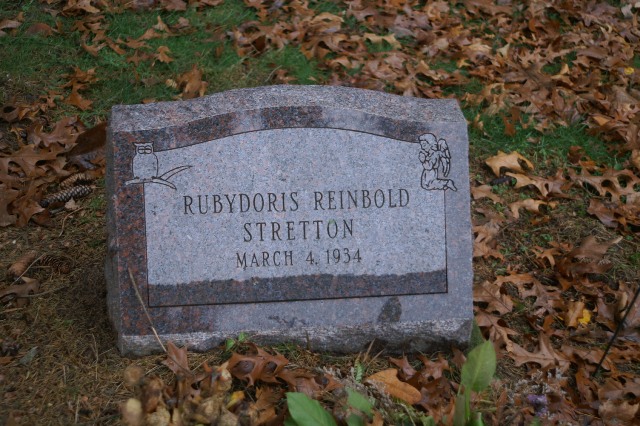 RUBYDORIS REINBOLD
STRETTON
MARCH 4, 1934